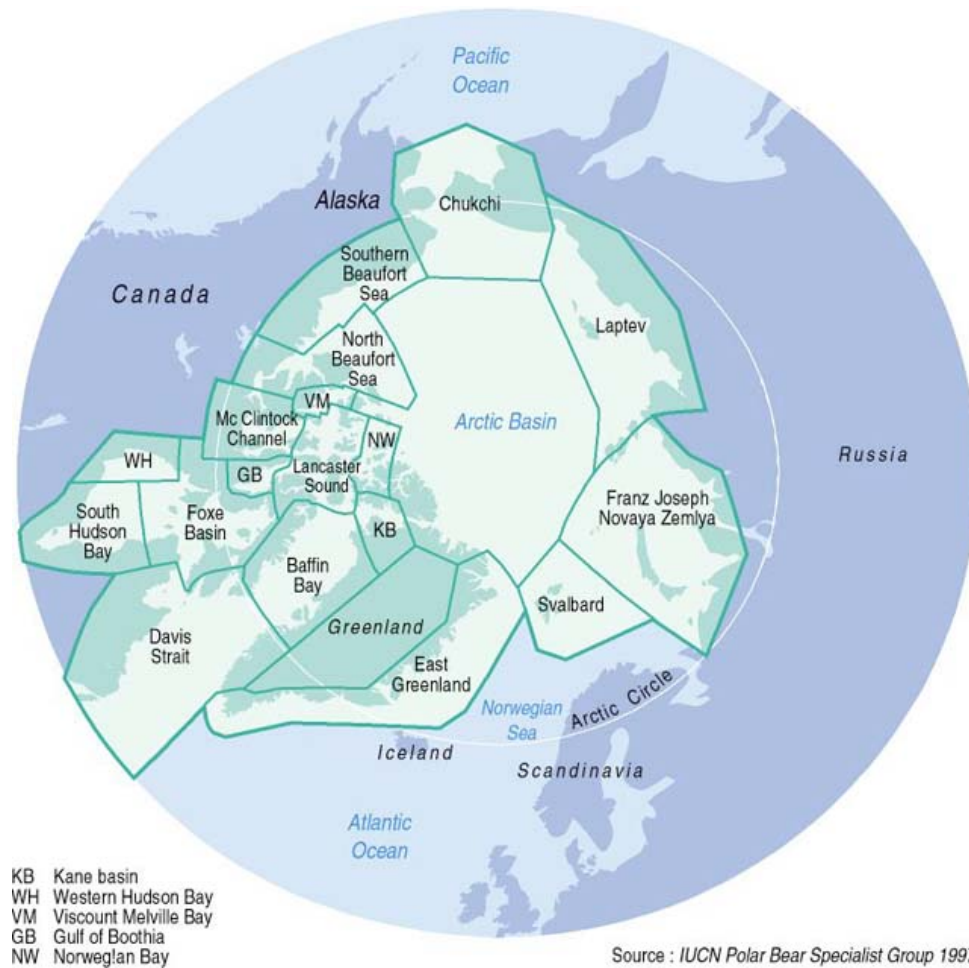 Pacific
Ocean
Alaska
Chukchi
Southern
Beaufort
Sea
Canada
North
Beaufort
Sea
Laptev
VM
Mc Clintock
Channel
NW
Arctic Basin
WH
GB
Lancaster
Sound
Russia
South
Hudson
Bay
Foxe
Basin
KB
Franz Joseph
Novaya Zemlya
Baffin
Bay
Svalbard
Greenland
Davis
Strait
East
Greenland
Norwegian
Sea
Arctic Circle
Iceland
Scandinavia
Atlantic
Ocean
KB Kane basin
WH Western Hudson Bay
VM Viscount Melville Bay
GB Gulf of Boothia
NW Norweg!an Bay
Source : IUCN Polar Bear Specialist Group 1997